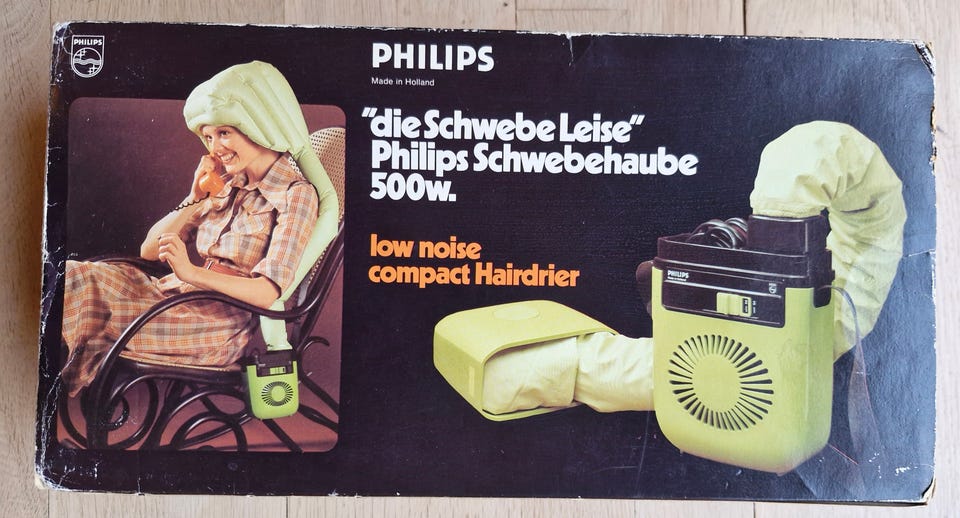 PHILIPS
PHILIPS
Made in Holland
"die Schwebe Leise"
Philips Schwebehaube
500w.
low noise
compact Hairdrier
PHILIPS